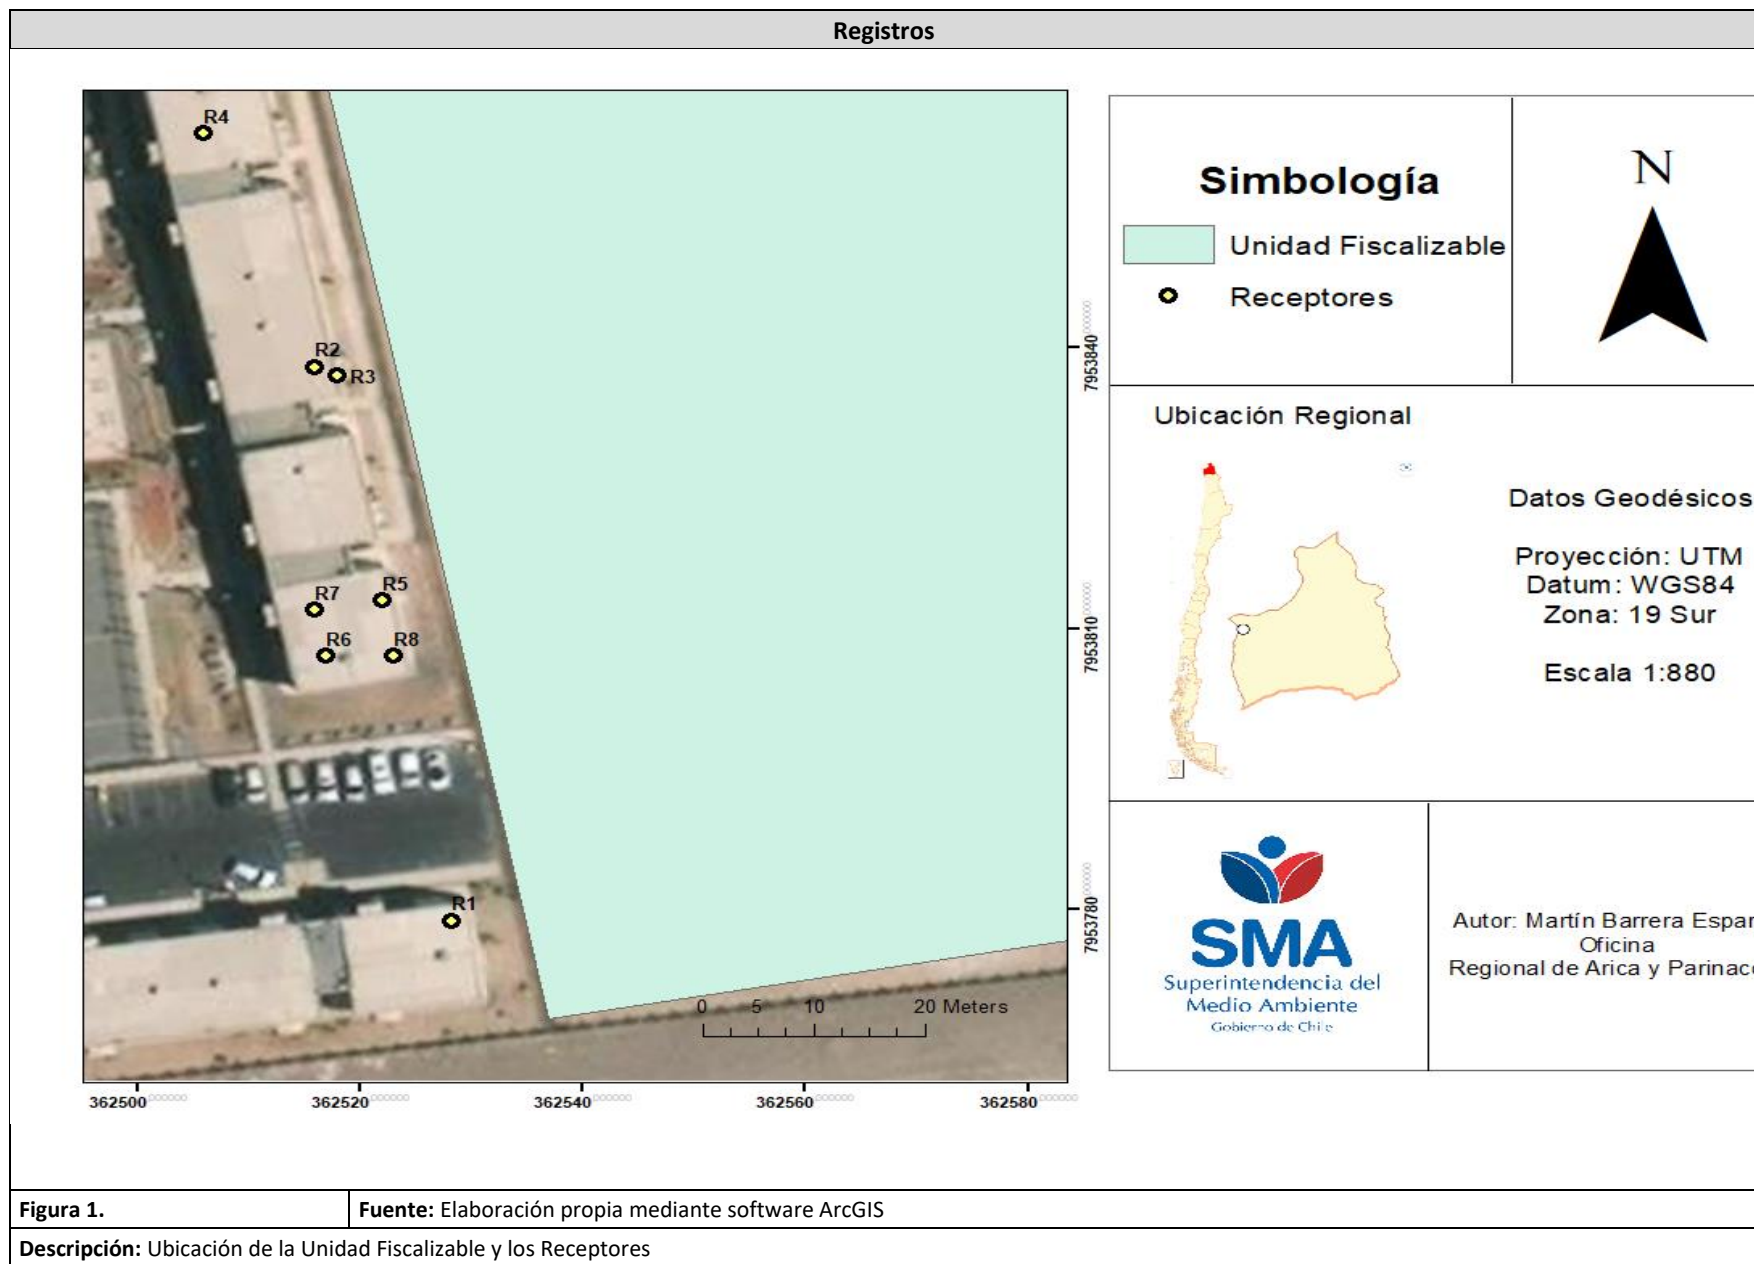 Registros
R4
R2
R3
R7
R5
R6
R8
R1
0 5 10 20 Meters
7953840
7953810
7953780
362500
362520
362540
362560
362580
Simbología
Unidad Fiscalizable
Receptores
N
Ubicación Regional
Datos Geodésicos
Proyección: UTM
Datum: WGS84
Zona: 19 Sur
Escala 1:880
SMA
Superintendencia del
Medio Ambiente
Gobierno de Chile
Autor: Martín Barrera
Oficina
Regional de Arica y
Figura 1.
Fuente: Elaboración propia mediante software ArcGIS
Descripción: Ubicación de la Unidad Fiscalizable y los Receptores